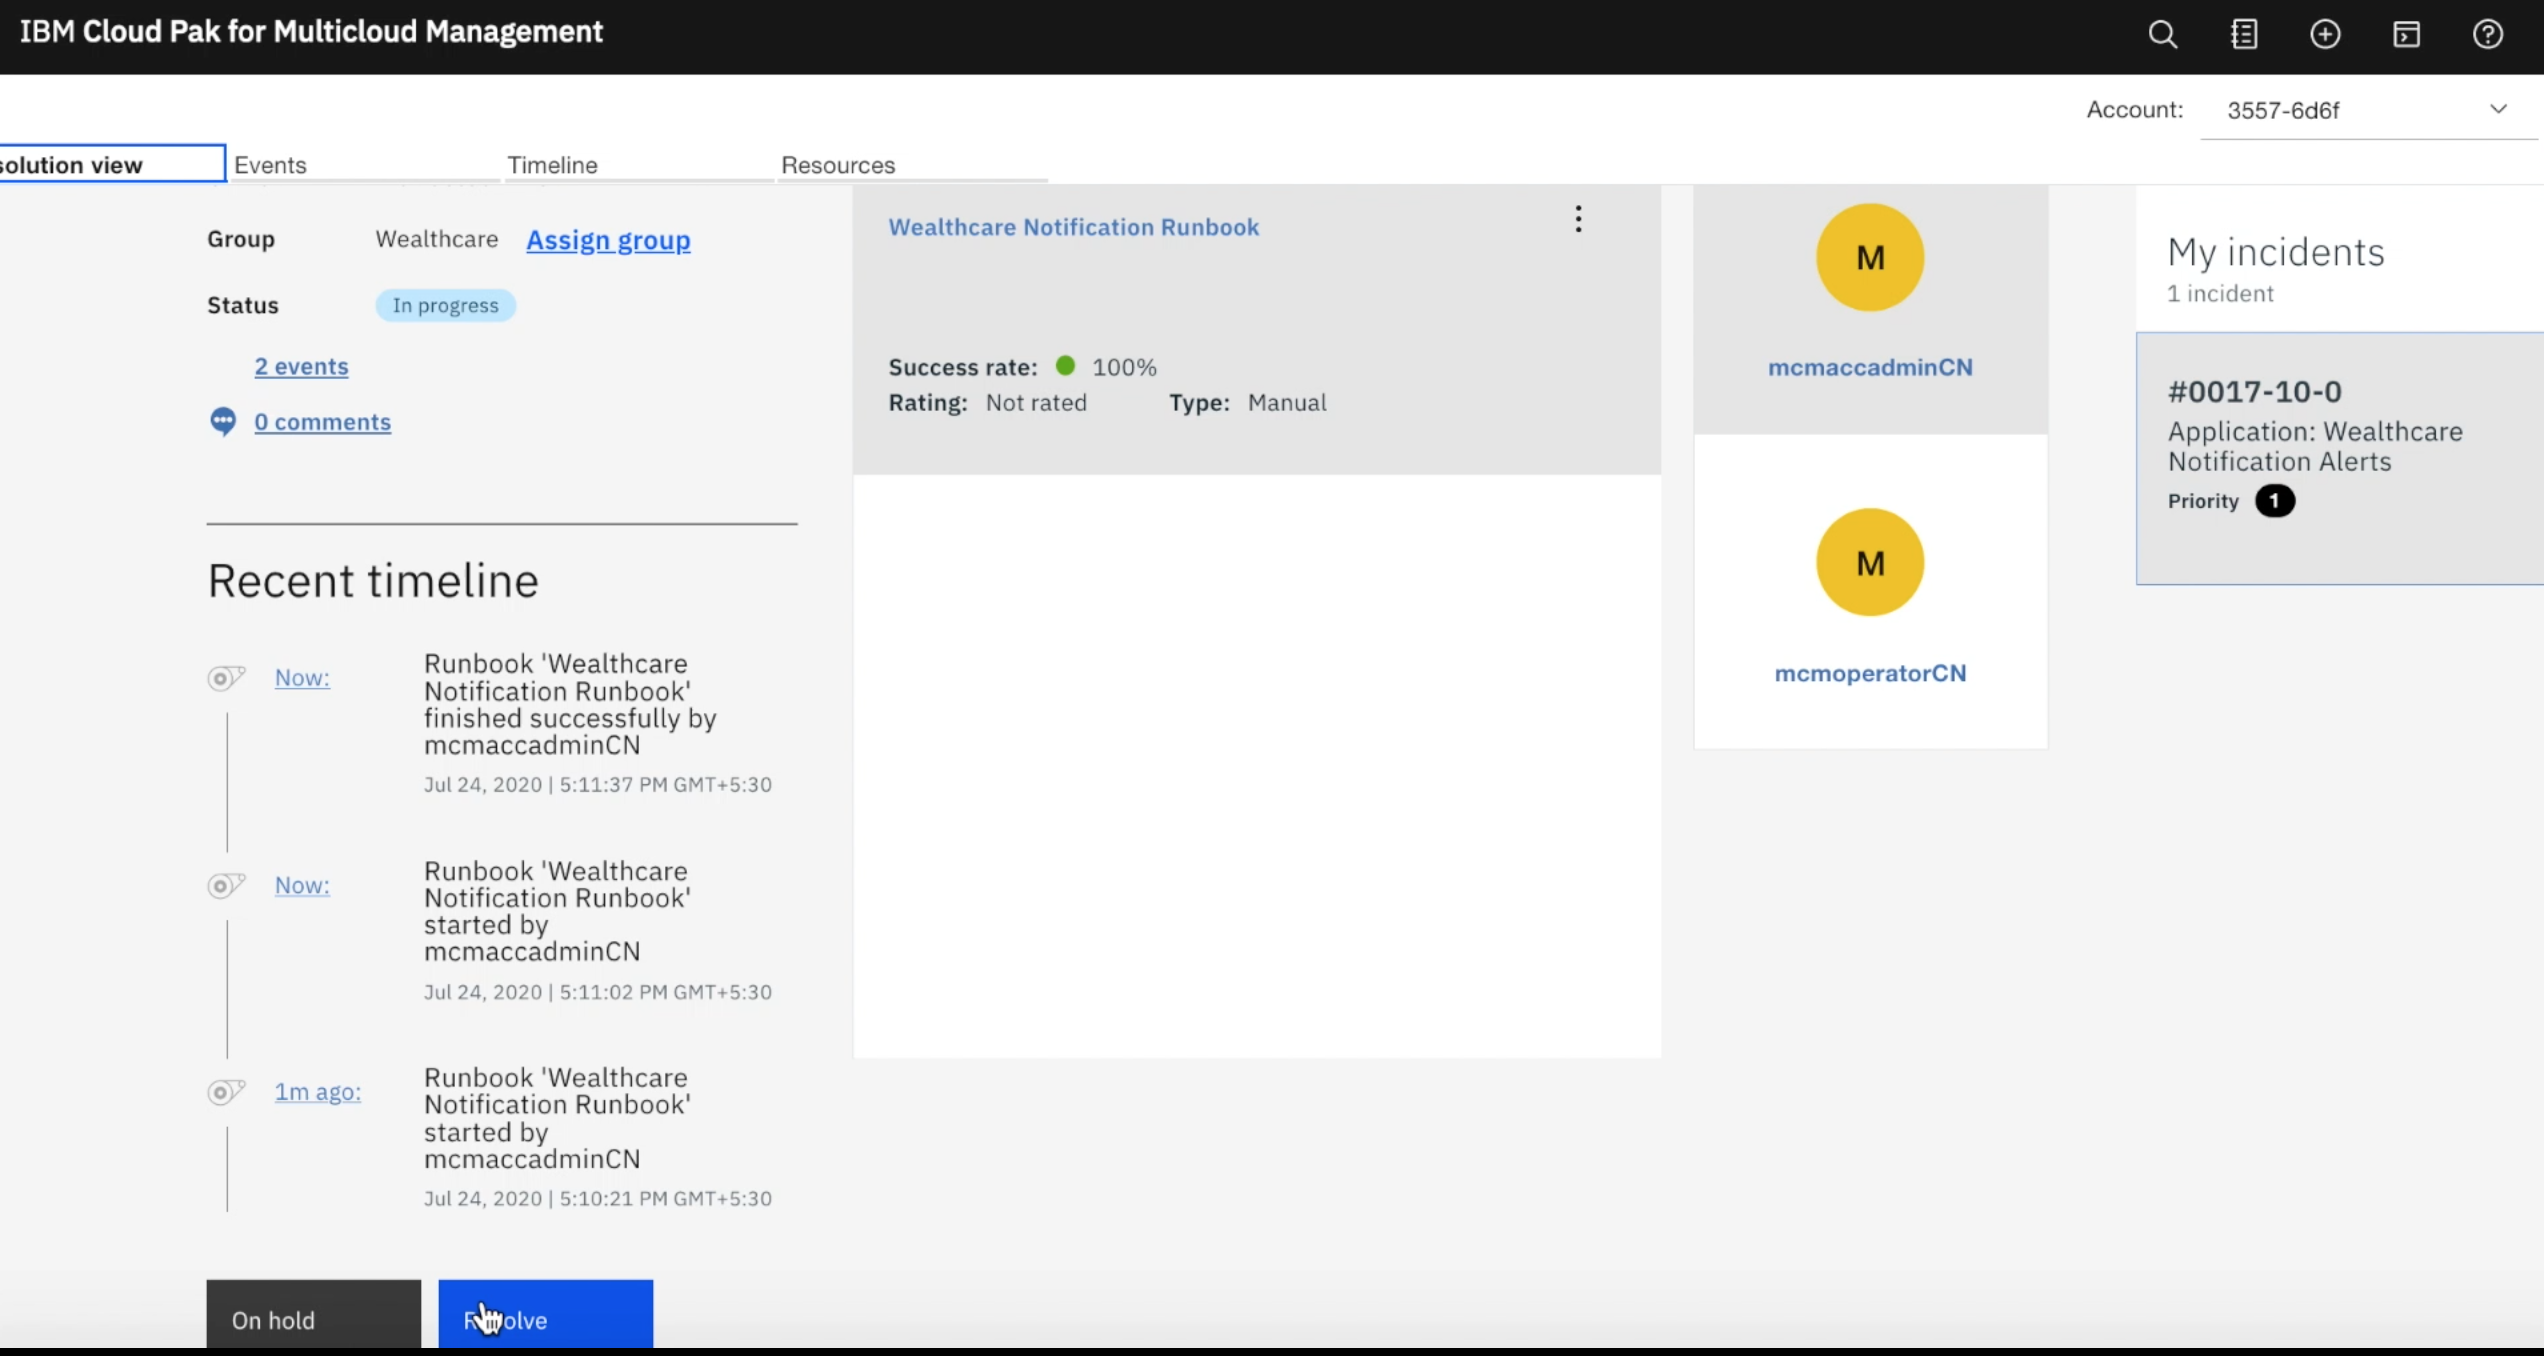 IBM Cloud Pak for Multicloud Management
Account: 3557-6d6f
solution view Events Timeline Resources
Group Wealthcare Assign group
Status In progress
2 events
0 comments
Recent timeline
Now: Runbook 'Wealthcare
Notification Runbook'
finished successfully by
mcmaccadminCN
Jul 24, 2020 | 5:11:37 PM GMT+5:30
Now: Runbook 'Wealthcare
Notification Runbook'
started by
mcmaccadminCN
Jul 24, 2020 | 5:11:02 PM GMT+5:30
1m ago: Runbook 'Wealthcare
Notification Runbook'
started by
mcmaccadminCN
Jul 24, 2020 | 5:10:21 PM GMT+5:30
On hold
Wealthcare Notification Runbook
Success rate: 100%
Rating: Not rated Type: Manual
M
mcmaccadminCN
M
mcmoperatorCN
My incidents
1 incident
#0017-10-0
Application: Wealthcare
Notification Alerts
Priority 1